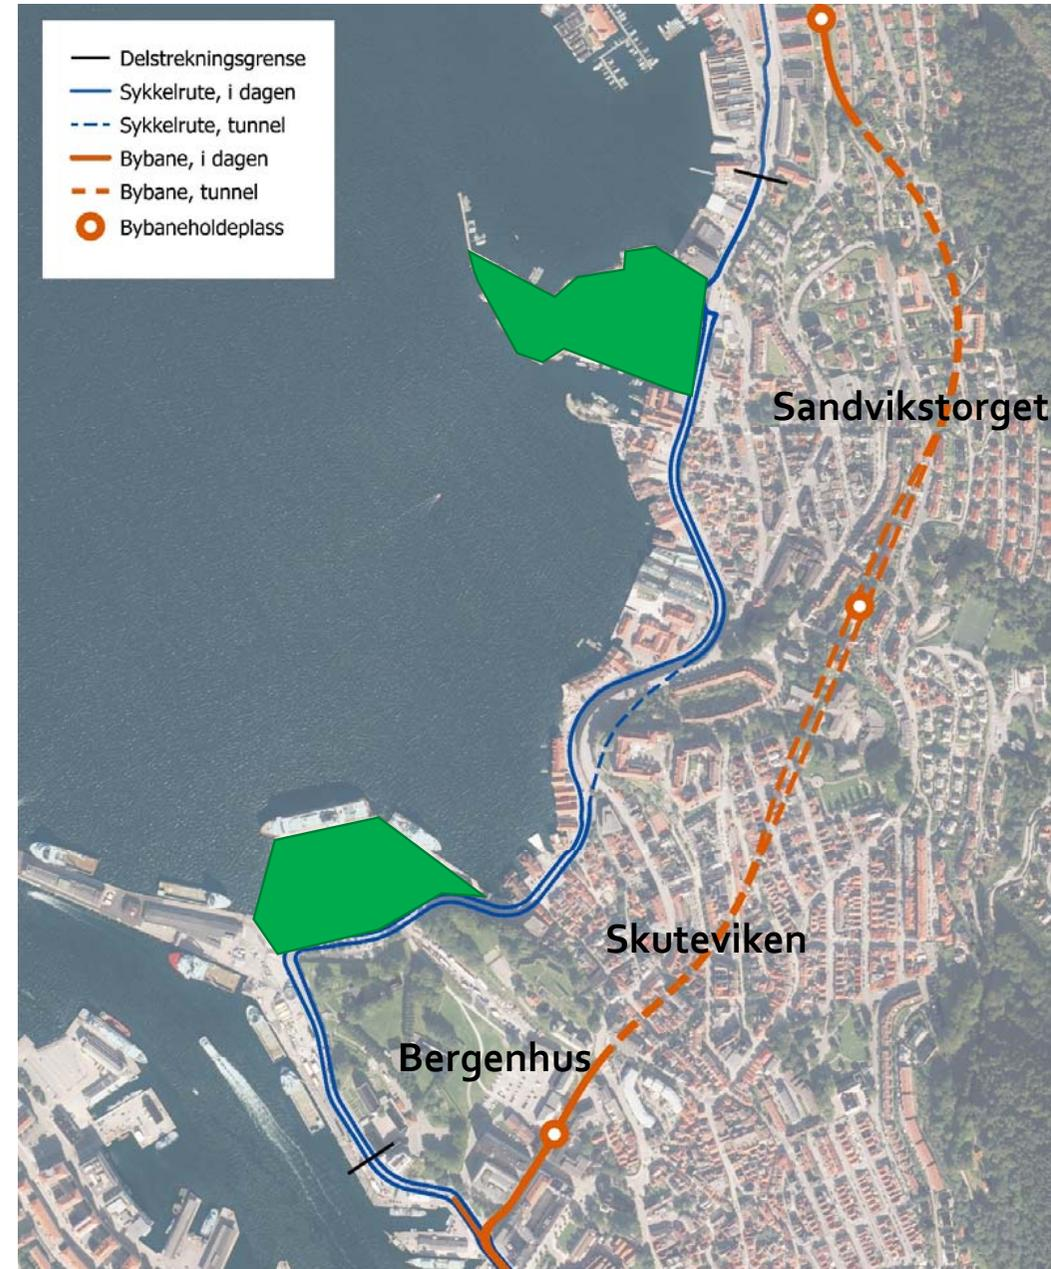 Delstrekningsgrense
Sykkelrute, i dagen
Sykkelrute, tunnel
Bybane, i dagen
Bybane, tunnel
Bybaneholdeplass
Sandvikstorget
Skuteviken
Bergenhus